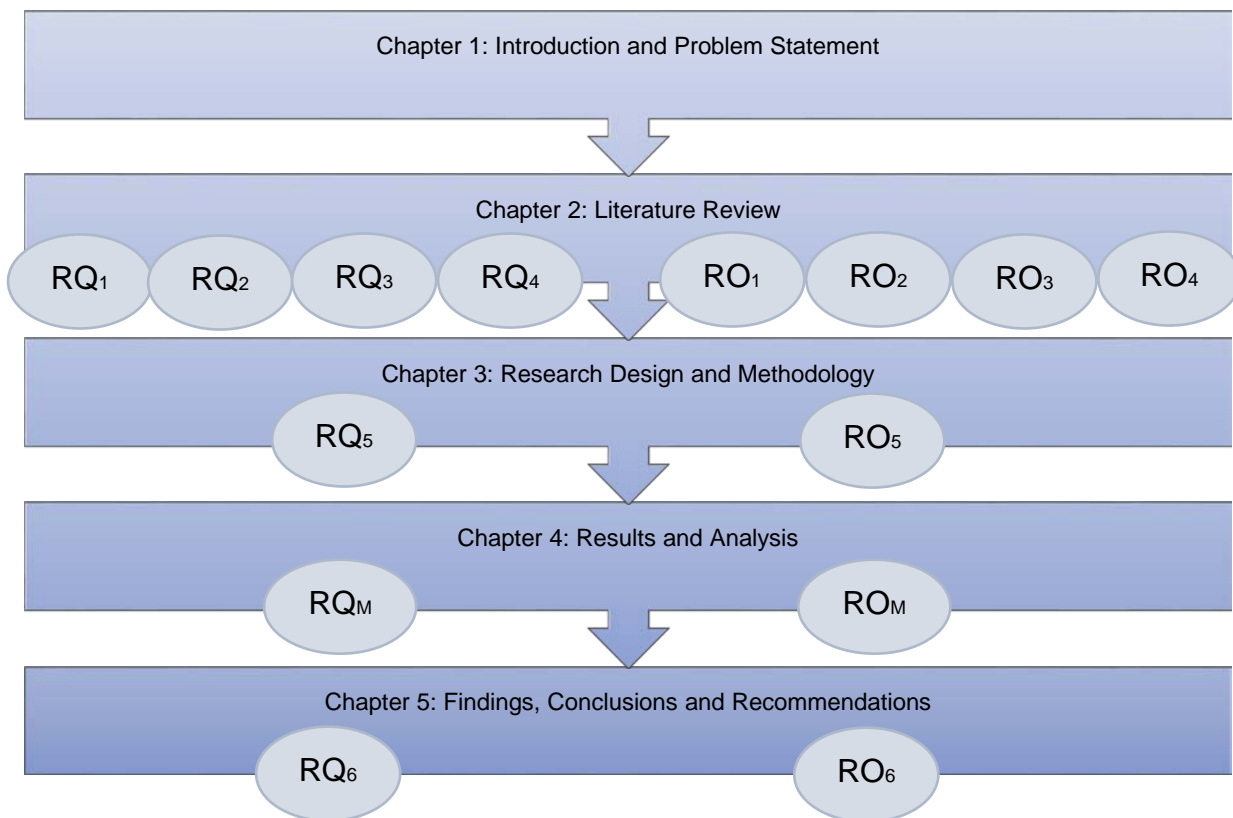 Chapter 1: Introduction and Problem Statement
Chapter 2: Literature Review
RQ1 RQ2 RQ3 RQ4 RO1 RO2 RO3 RO4
Chapter 3: Research Design and Methodology
RQ5 RO5
Chapter 4: Results and Analysis
RQM ROM
Chapter 5: Findings, Conclusions and Recommendations
RQ6 RO6